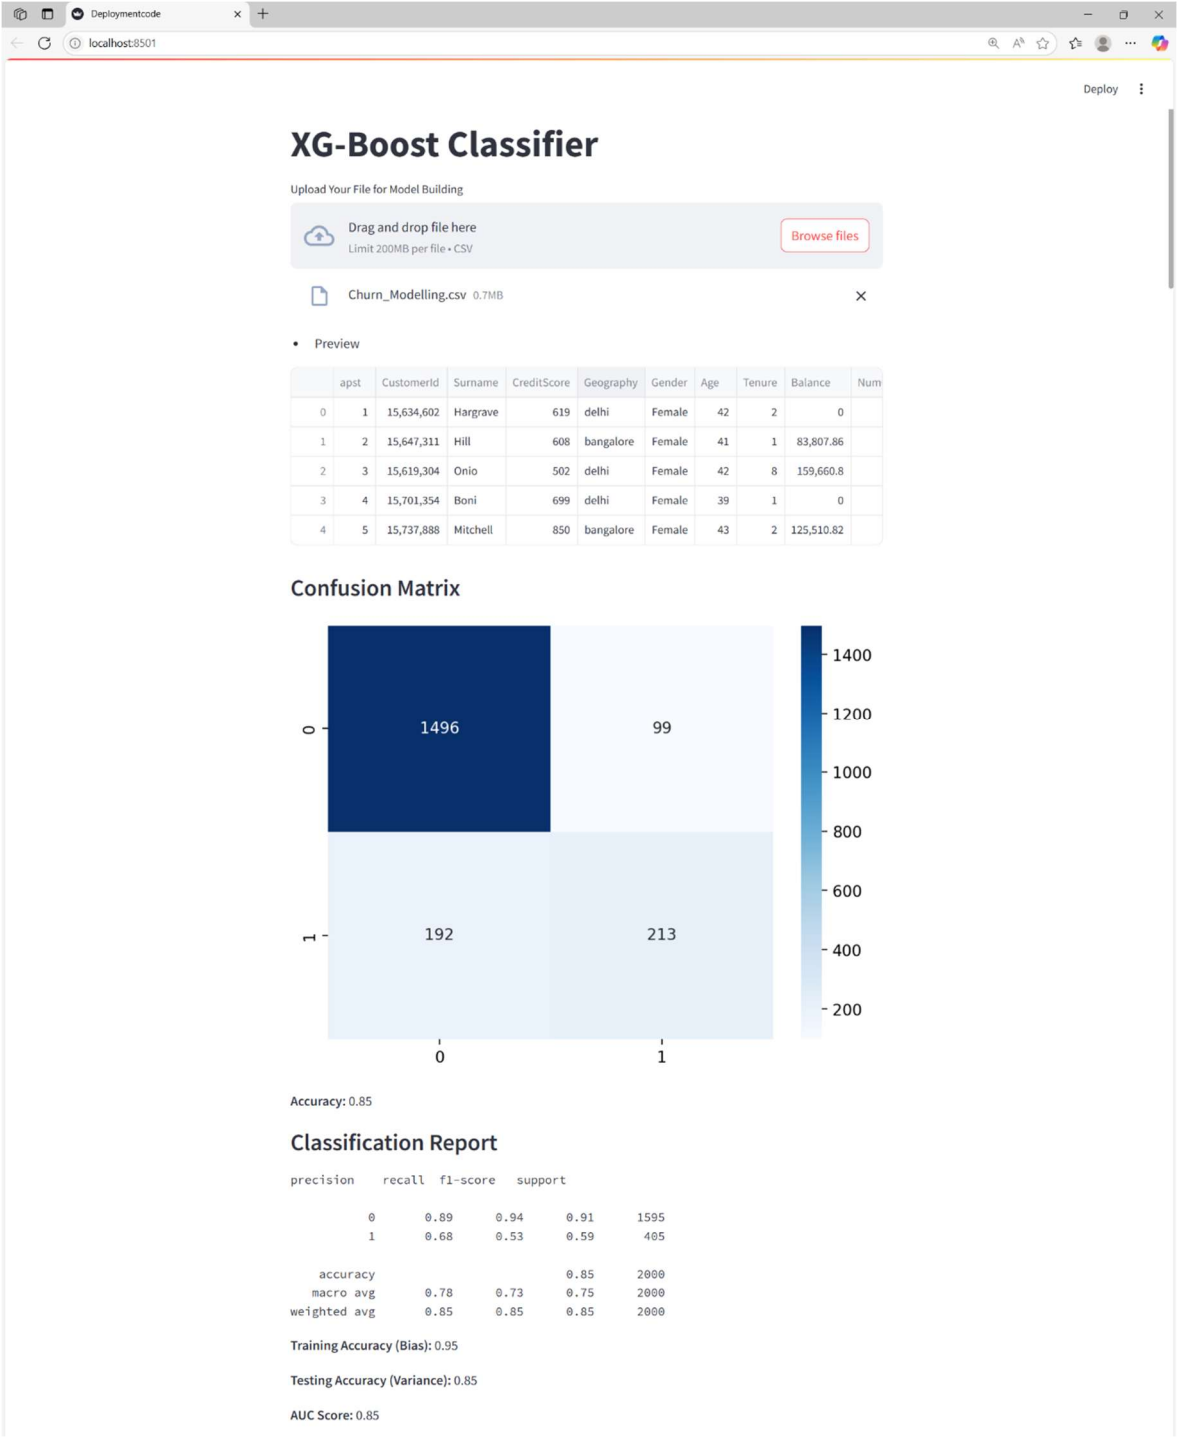 Deploymentcode
localhost:8501
Deploy
XG-Boost Classifier
Upload Your File for Model Building
Drag and drop file here
Limit 200MB per file • CSV
Browse files
Churn_Modelling.csv 0.7MB
• Preview
apst CustomerId Surname CreditScore Geography Gender Age Tenure Balance Num
0 1 15,634,602 Hargrave 619 delhi Female 42 2 0
1 2 15,647,311 Hill 608 bangalore Female 41 1 83,807.86
2 3 15,619,304 Onio 502 delhi Female 42 8 159,660.8
3 4 15,701,354 Boni 699 delhi Female 39 1 0
4 5 15,737,888 Mitchell 850 bangalore Female 43 2 125,510.82
Confusion Matrix
1400
1200
1000
800
600
400
200
0 1496 99
1 192 213
0 1
Accuracy: 0.85
Classification Report
precision recall f1-score support
0 0.89 0.94 0.91 1595
1 0.68 0.53 0.59 405
accuracy 0.85 2000
macro avg 0.78 0.73 0.75 2000
weighted avg 0.85 0.85 0.85 2000
Training Accuracy (Bias): 0.95
Testing Accuracy (Variance): 0.85
AUC Score: 0.85